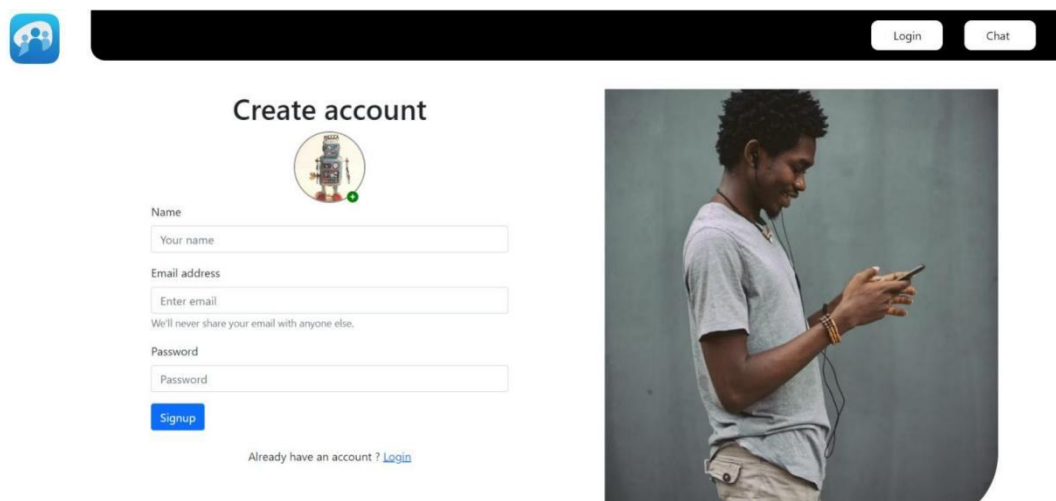 Login
Chat
Create account
Name
Your name
Email address
Enter email
We'll never share your email with anyone else.
Password
Password
Signup
Already have an account ? Login